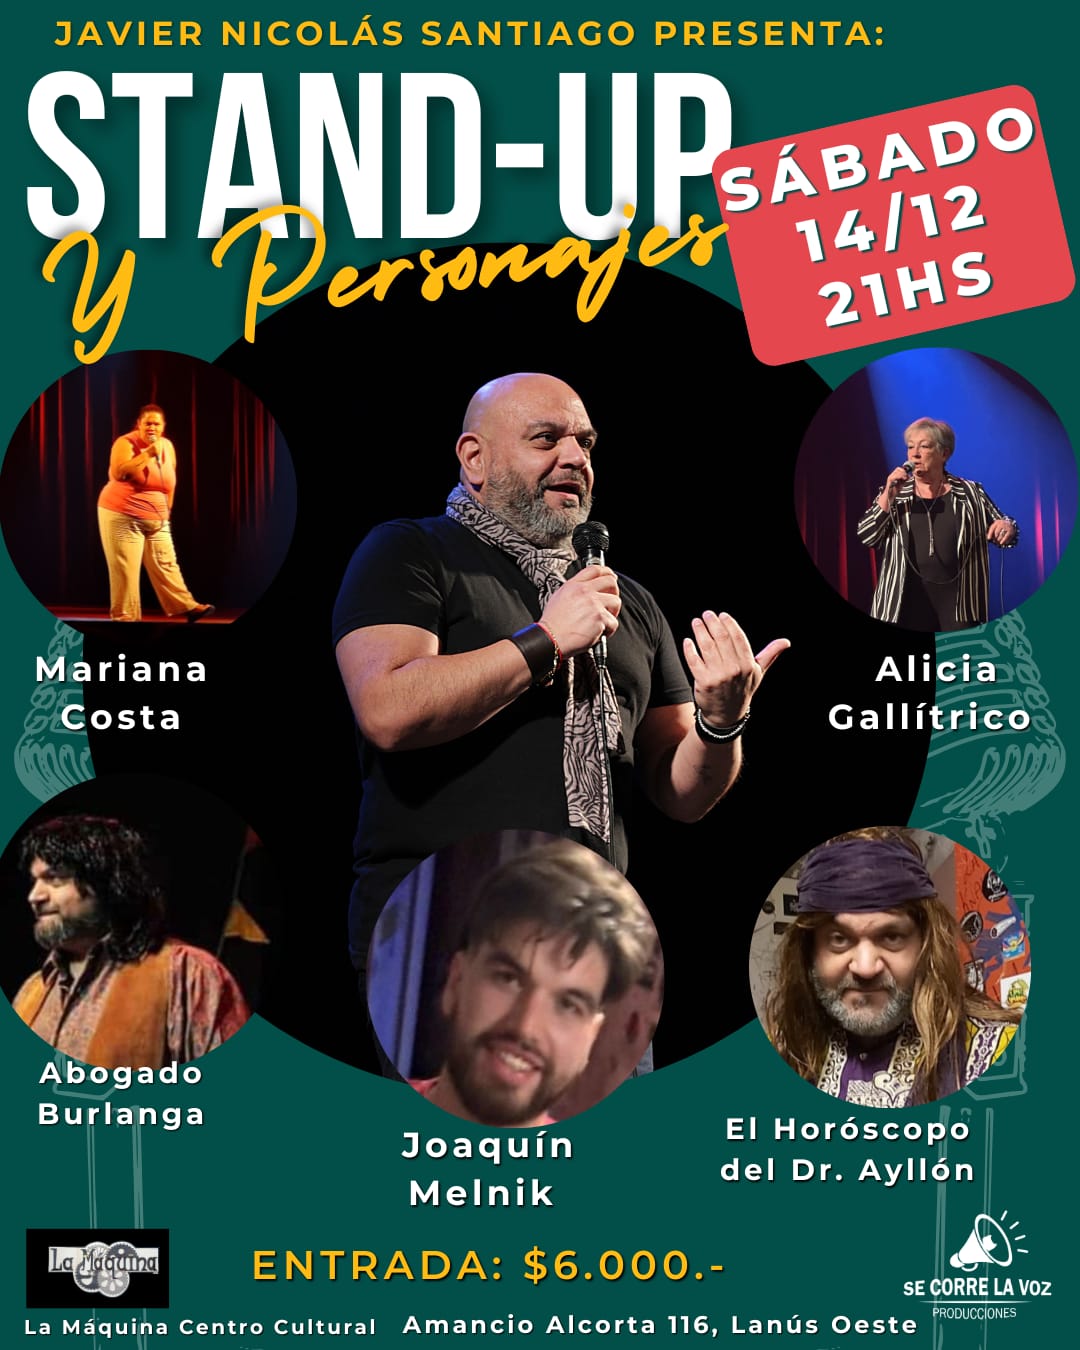 JAVIER NICOLÁS SANTIAGO PRESENTA:
STAND-UP
Y Personajes
SÁBADO
14/12
21HS
Mariana
Costa
Alicia
Gallítrico
Abogado
Burlanga
Joaquín
Melnik
El Horóscopo
del Dr. Ayllón
La Máquina
ENTRADA: $6.000.-
SE CORRE LA VOZ
PRODUCCIONES
La Máquina Centro Cultural
Amancio Alcorta 116, Lanús Oeste